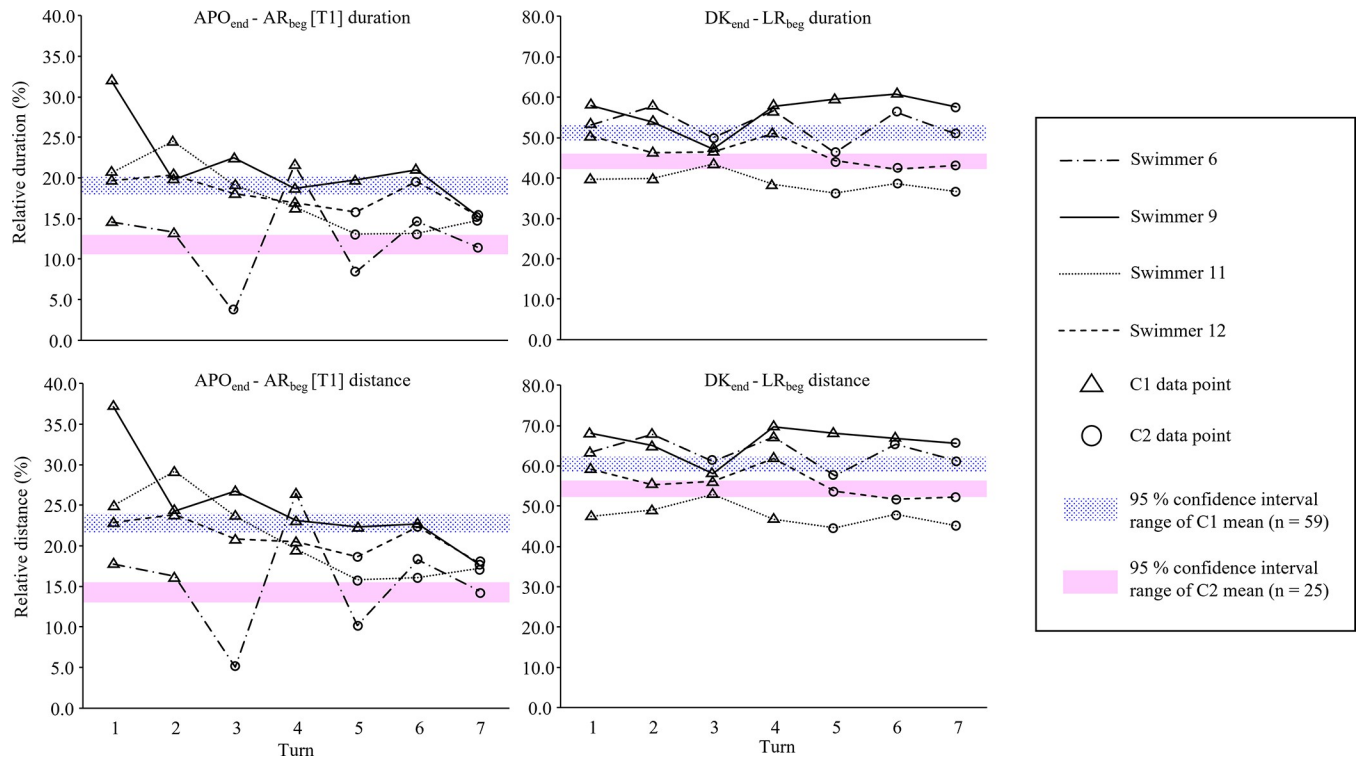 APOend - ARbeg [T1] duration
40.0
35.0
30.0
25.0
20.0
15.0
10.0
5.0
0.0
Relative duration (%)
DKend - LRbeg duration
80.0
70.0
60.0
50.0
40.0
30.0
20.0
10.0
0.0
APOend - ARbeg [T1] distance
40.0
35.0
30.0
25.0
20.0
15.0
10.0
5.0
0.0
Relative distance (%)
1 2 3 4 5 6 7
Turn
DKend - LRbeg distance
80.0
70.0
60.0
50.0
40.0
30.0
20.0
10.0
0.0
1 2 3 4 5 6 7
Turn
Swimmer 6
Swimmer 9
Swimmer 11
Swimmer 12
C1 data point
C2 data point
95 % confidence interval
range of C1 mean (n = 59)
95 % confidence interval
range of C2 mean (n = 25)